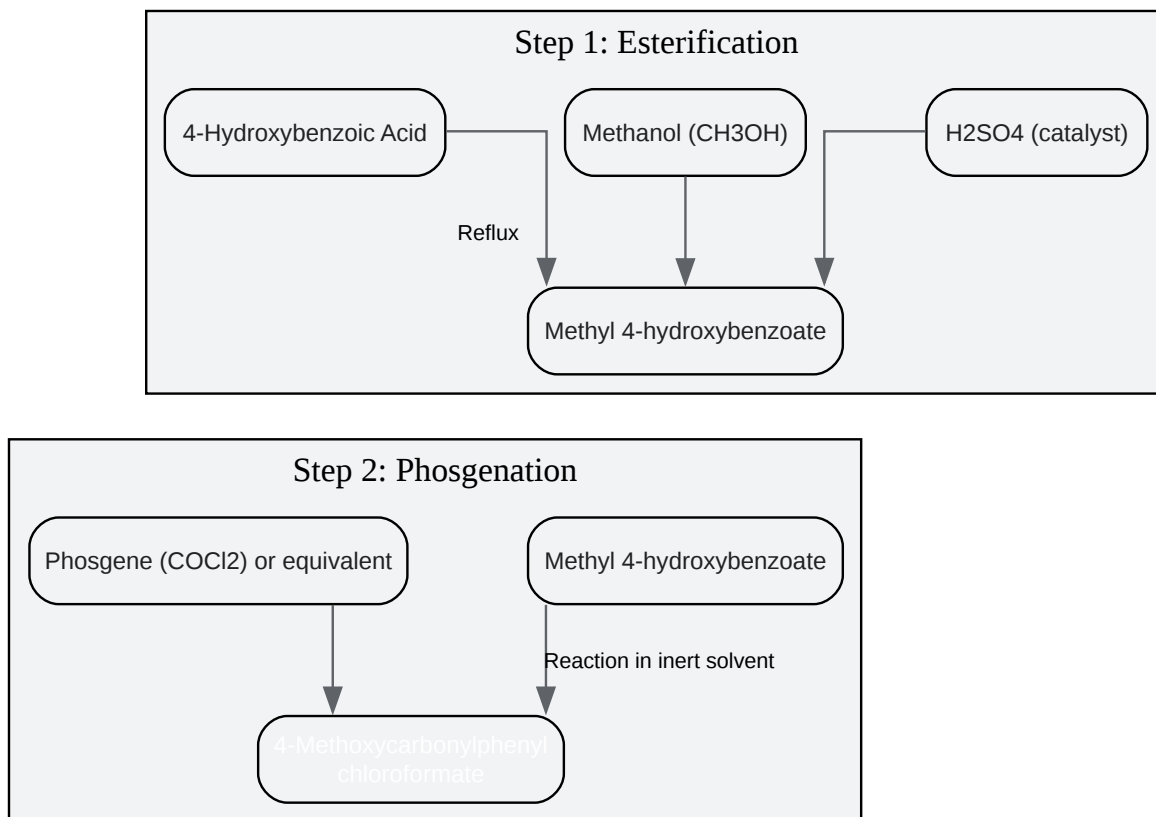 Step 1: Esterification
4-Hydroxybenzoic Acid
Methanol (CH3OH)
H2SO4 (catalyst)
Reflux
Methyl 4-hydroxybenzoate
Step 2: Phosgenation
Phosgene (COCl2) or equivalent
Methyl 4-hydroxybenzoate
Reaction in inert solvent
4-Methoxycarbonylphenyl
chloroformate